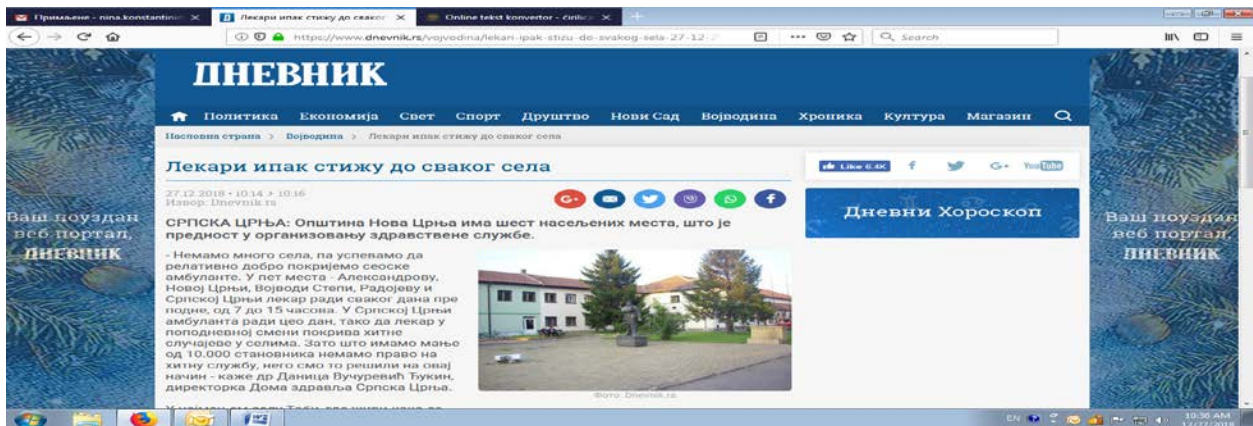 Примљене - nina.konstantini
Лекари ипак стижу до сваког
Online tekst konvertor - ćirilic
https://www.dnevnik.rs/vojvodina/lekari-ipak-stizu-do-svakog-sela-27-12-2
Search
ДНЕВНИК
Политика Економија Свет Спорт Друштво Нови Сад Војводина Хроника Култура Магазин
Насловна страна > Војводина > Лекари ипак стижу до сваког села
Лекари ипак стижу до сваког села
27.12.2018 • 10:14 > 10:16
Извор: Dnevnik.rs
СРПСКА ЦРЊА: Општина Нова Црња има шест насељених места, што је
предност у организовању здравствене службе.
- Немамо много села, па успевамо да
релативно добро покријемо сеоске
амбуланте. У пет места - Александрову,
Новој Црњи, Војводи Степи, Радојеву и
Српској Црњи лекар ради сваког дана пре
подне, од 7 до 15 часова. У Српској Црњи
амбуланта ради цео дан, тако да лекар у
поподневној смени покрива хитне
случајеве у селима. Зато што имамо мање
од 10.000 становника немамо право на
хитну службу, него смо то решили на овај
начин - каже др Даница Вучуревић Ђукин,
директорка Дома здравља Српска Црња.
Фото: Dnevnik.rs
Like 6.4K
G+
YouTube
Дневни Хороскоп
Ваш поуздан
веб портал,
ДНЕВНИК
Ваш поуздан
веб портал,
ДНЕВНИК
EN
10:36 AM
12/27/2018